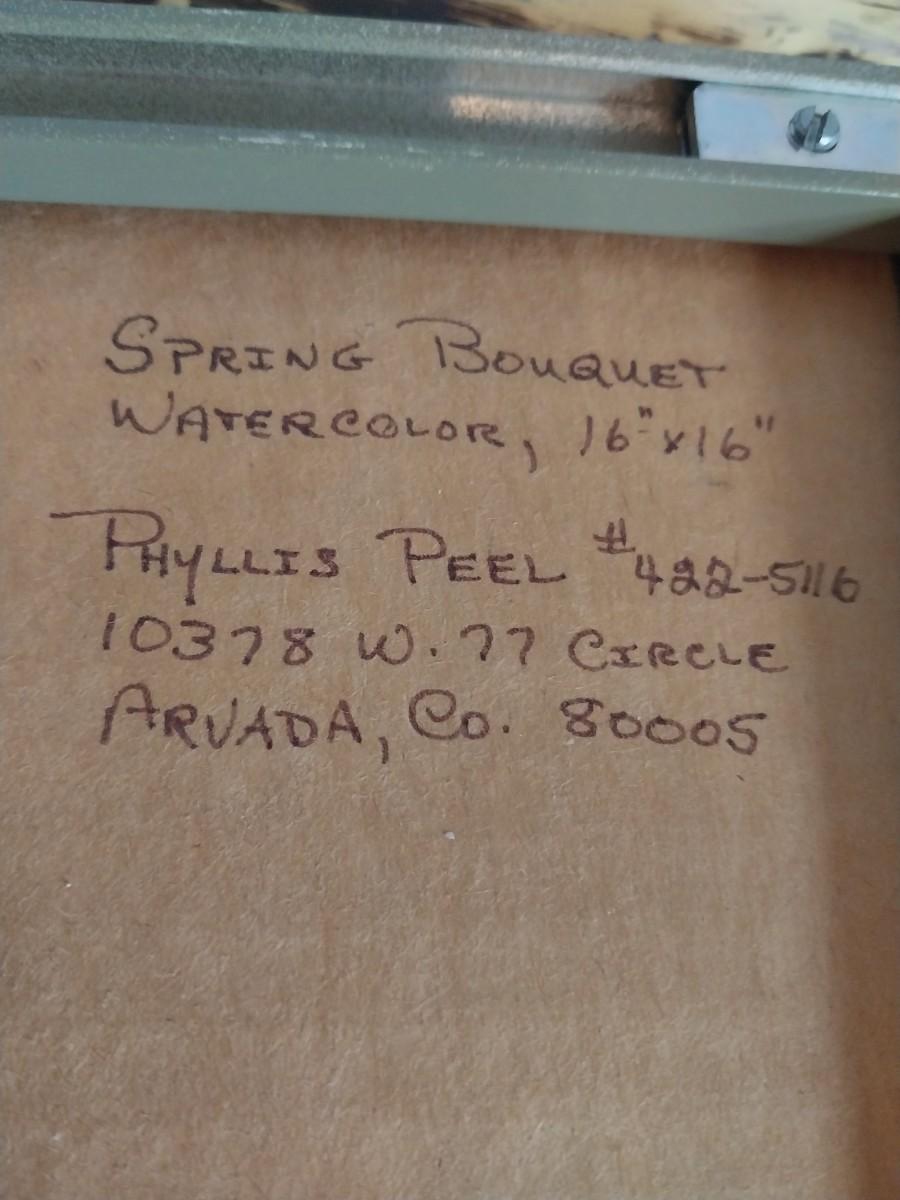 SPRING BOUQUET
WATERCOLOR, 16"x16"
PHYLLIS PEEL #422-5116
10378 W. 77 CIRCLE
ARVADA, CO. 80005